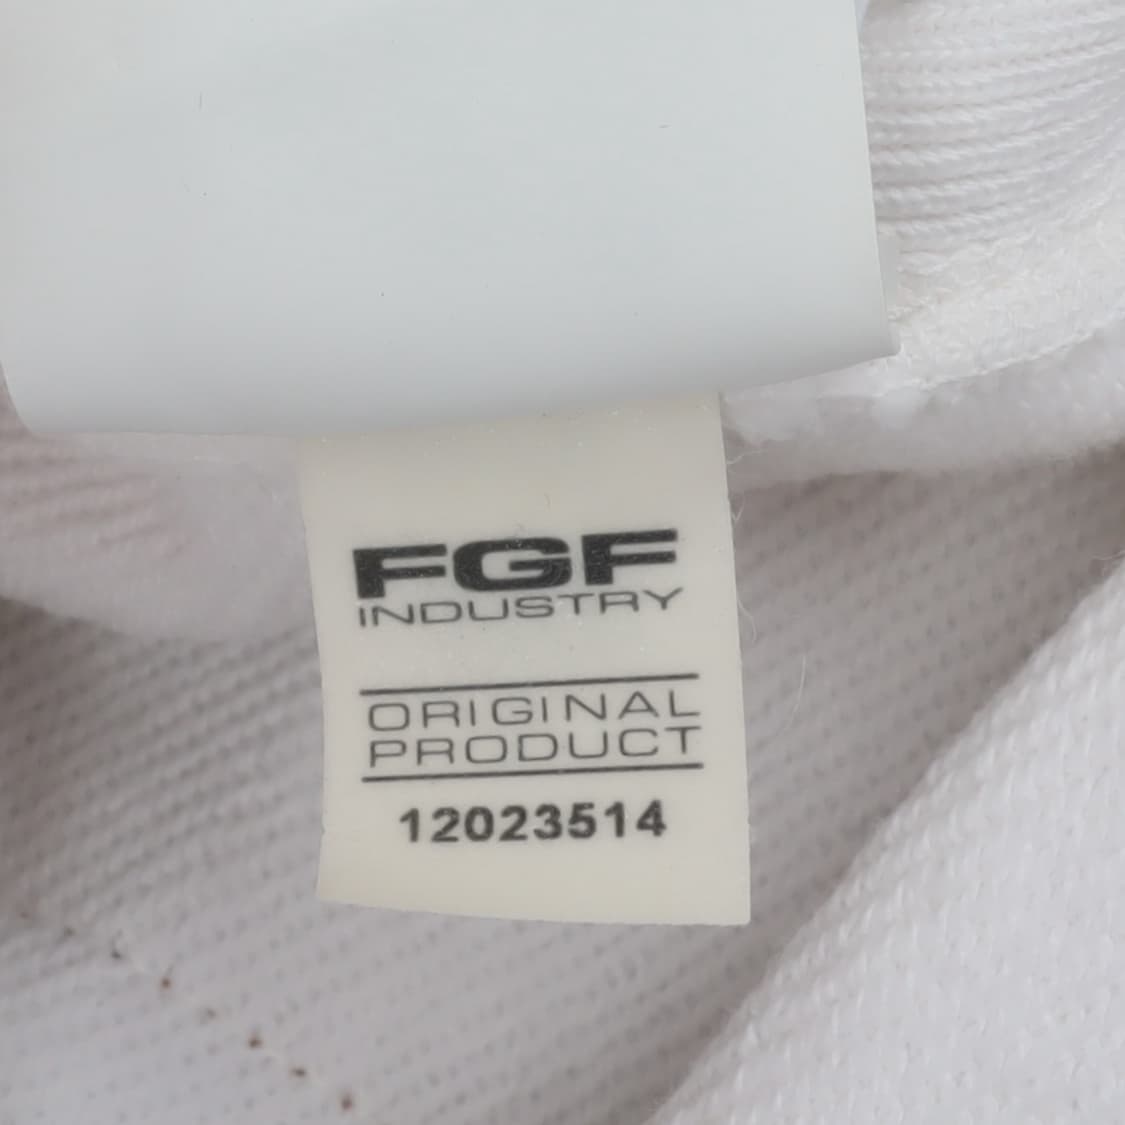 FGF
INDUSTRY
ORIGINAL
PRODUCT
12023514